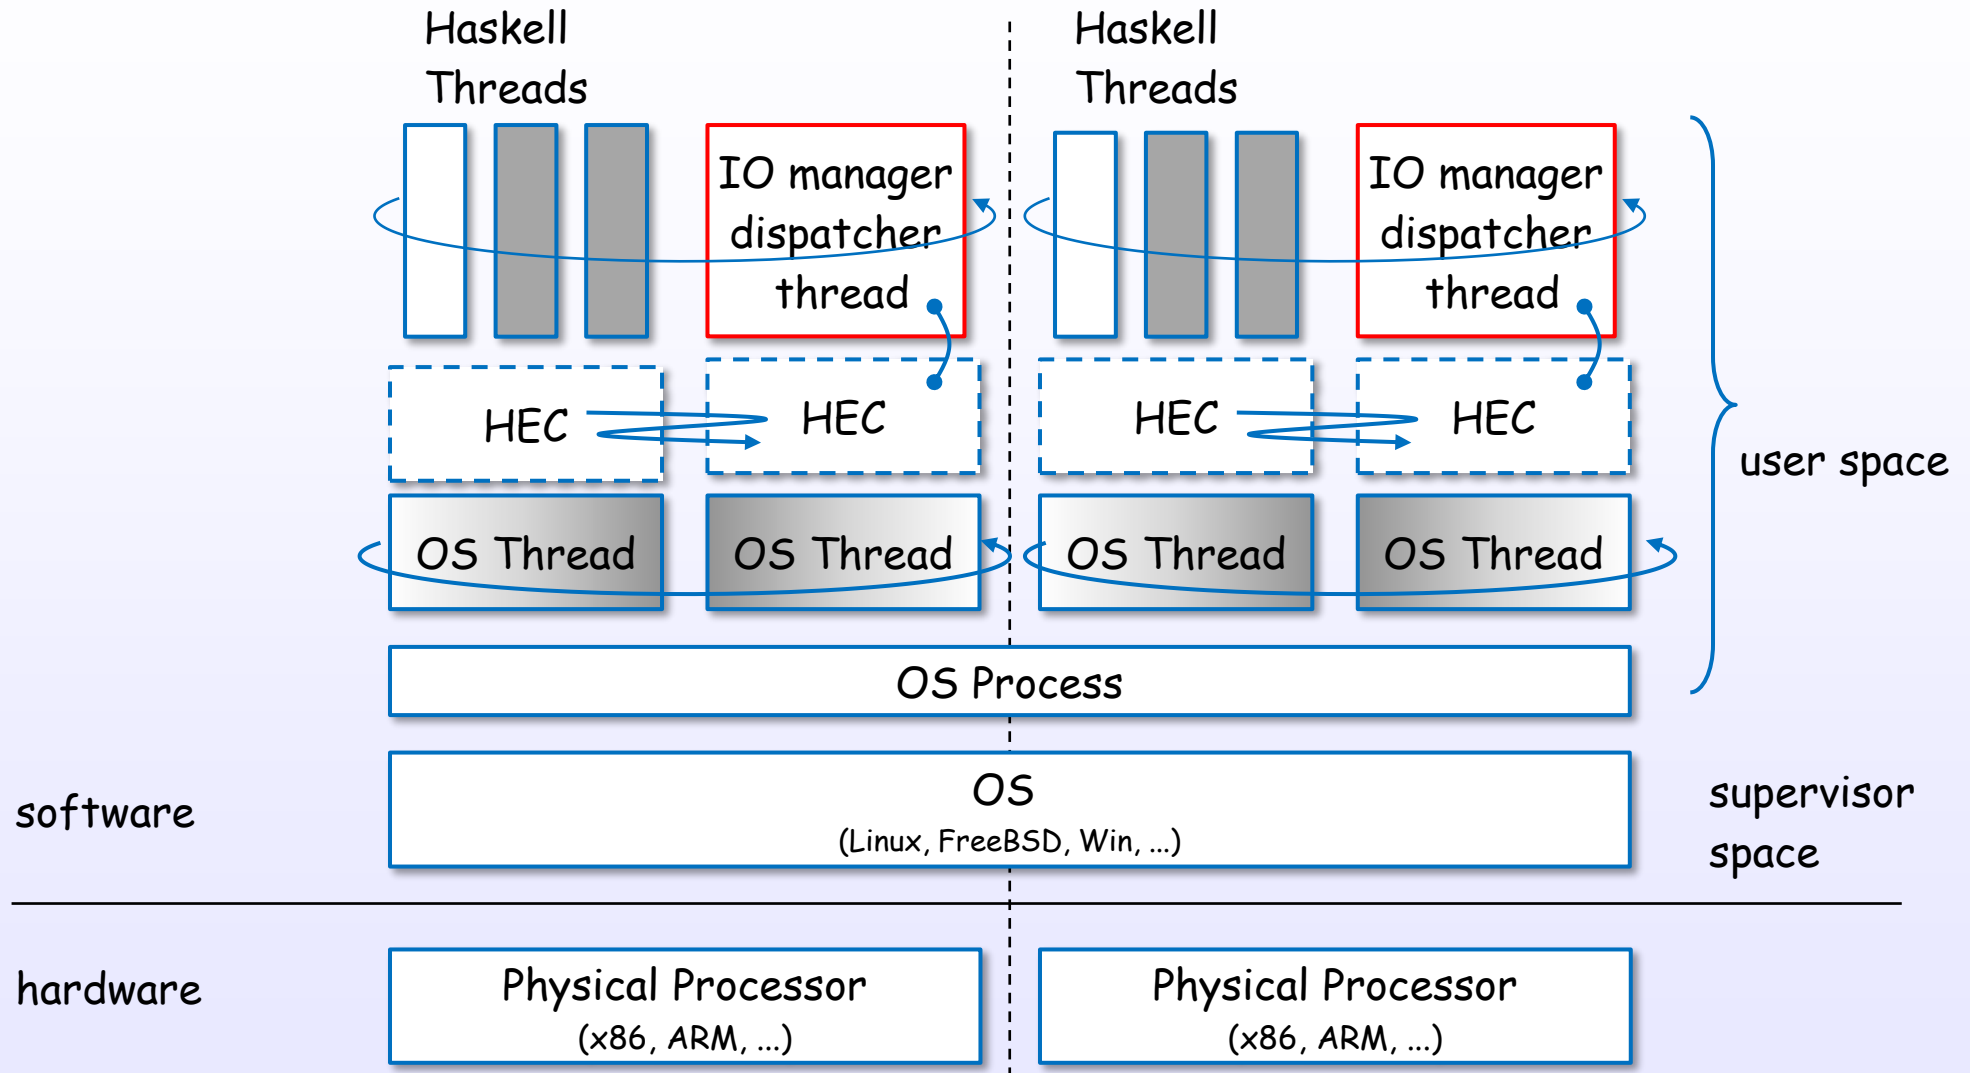 Haskell
Threads
Haskell
Threads
IO manager
dispatcher
thread
IO manager
dispatcher
thread
HEC
HEC
HEC
HEC
user space
OS Thread
OS Thread
OS Thread
OS Thread
OS Process
OS
(Linux, FreeBSD, Win, ...)
software
supervisor
space
hardware
Physical Processor
(x86, ARM, ...)
Physical Processor
(x86, ARM, ...)